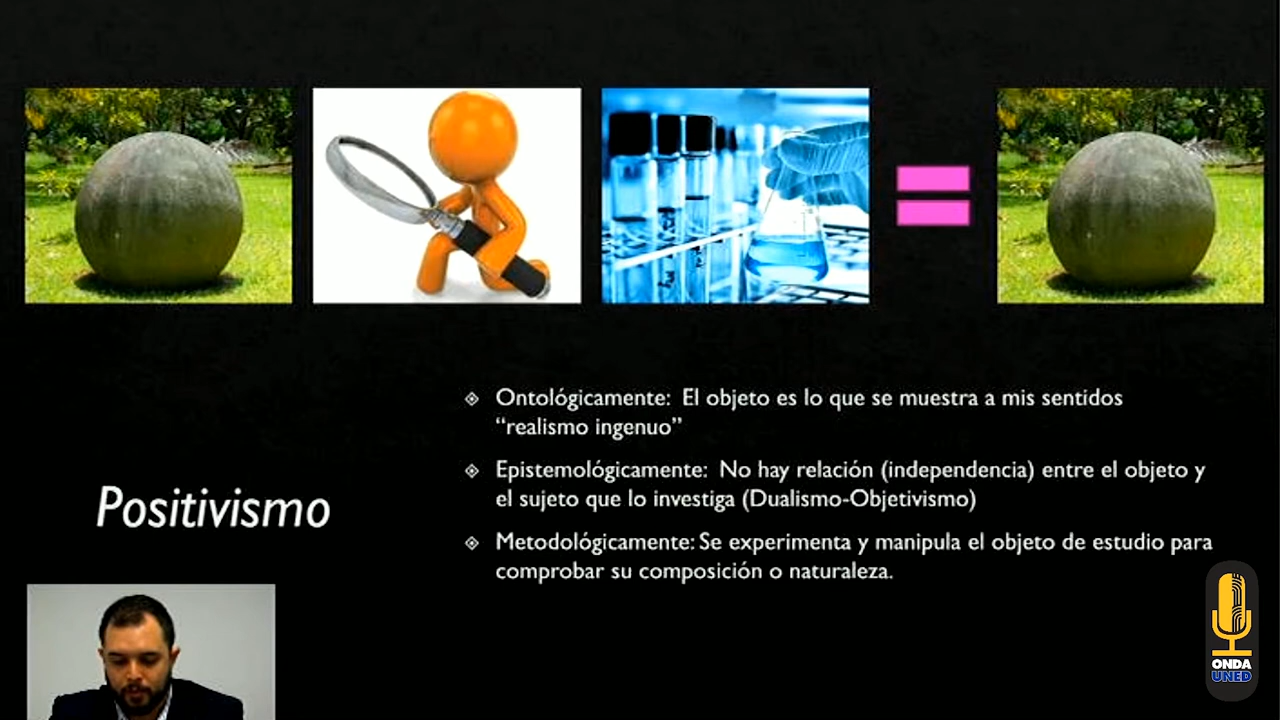 Ontológicamente: El objeto es lo que se muestra a mis sentidos
“realismo ingenuo”
Epistemológicamente: No hay relación (independencia) entre el objeto y
el sujeto que lo investiga (Dualismo-Objetivismo)
Positivismo
Metodológicamente: Se experimenta y manipula el objeto de estudio para
comprobar su composición o naturaleza.
ONDA
UNED